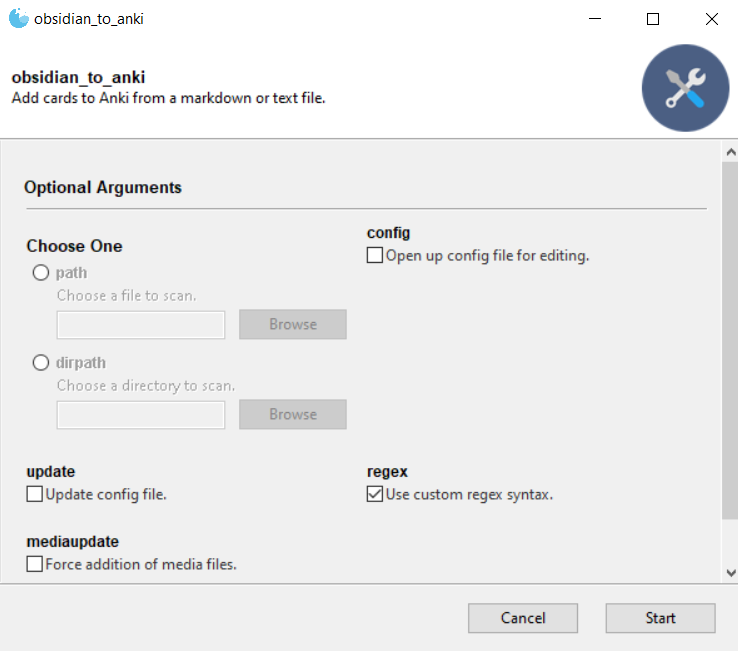 obsidian_to_anki
obsidian_to_anki
Add cards to Anki from a markdown or text file.
Optional Arguments
Choose One
path
Choose a file to scan.
Browse
dirpath
Choose a directory to scan.
Browse
config
Open up config file for editing.
update
Update config file.
regex
Use custom regex syntax.
mediaupdate
Force addition of media files.
Cancel
Start